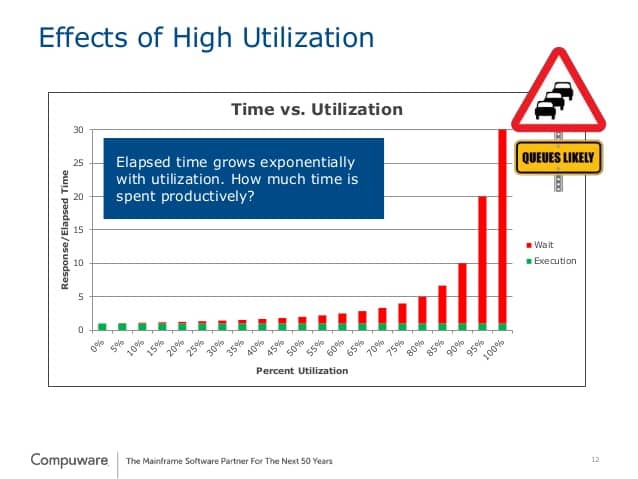 Effects of High Utilization
QUEUES LIKELY
Time vs. Utilization
Elapsed time grows exponentially
with utilization. How much time is
spent productively?
Response/Elapsed Time
30
25
20
15
10
5
0
0%
5%
10%
15%
20%
25%
30%
35%
40%
45%
50%
55%
60%
65%
70%
75%
80%
85%
90%
95%
100%
Percent Utilization
Wait
Execution
Compuware
The Mainframe Software Partner For The Next 50 Years
12